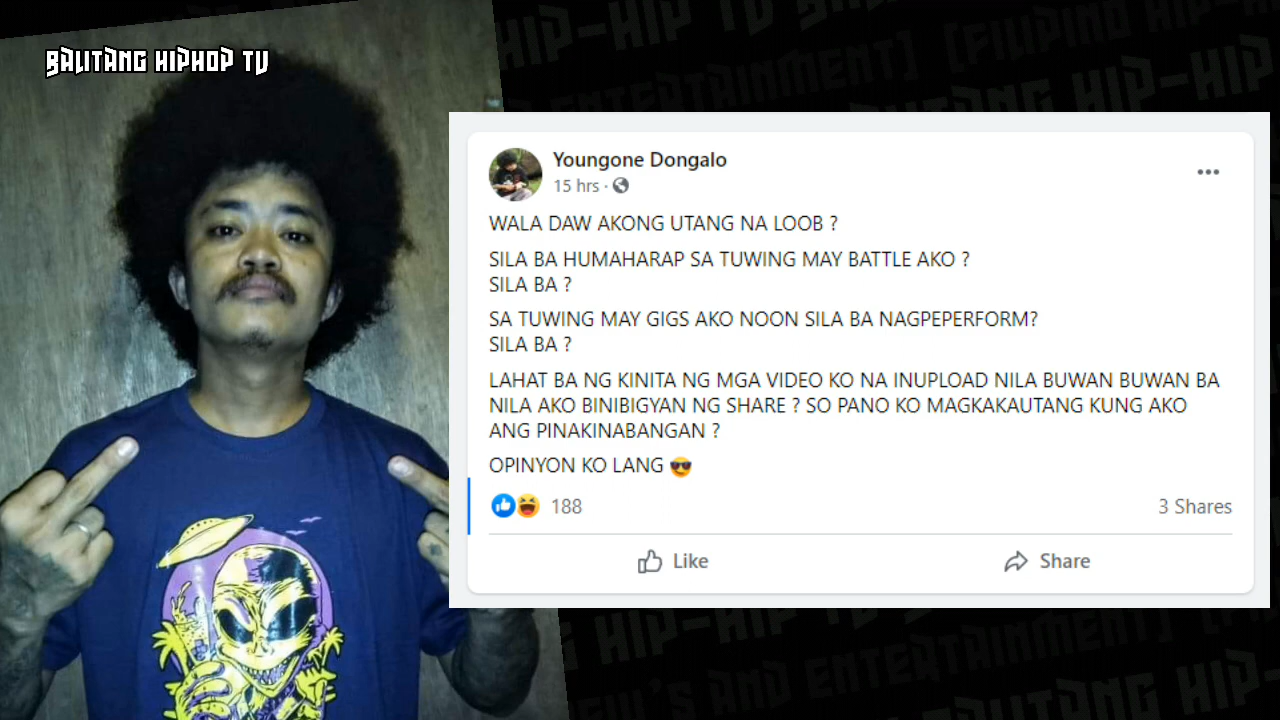 BALITANG HIPHOP TV
Youngone Dongalo
15 hrs ·
WALA DAW AKONG UTANG NA LOOB ?
SILA BA HUMAHARAP SA TUWING MAY BATTLE AKO ?
SILA BA ?
SA TUWING MAY GIGS AKO NOON SILA BA NAGPEPERFORM?
SILA BA ?
LAHAT BA NG KINITA NG MGA VIDEO KO NA INUPLOAD NILA BUWAN BUWAN BA
NILA AKO BINIBIGYAN NG SHARE ? SO PANO KO MAGKAKAUTANG KUNG AKO
ANG PINAKINABANGAN ?
OPINYON KO LANG 😎
188
3 Shares
Like
Share